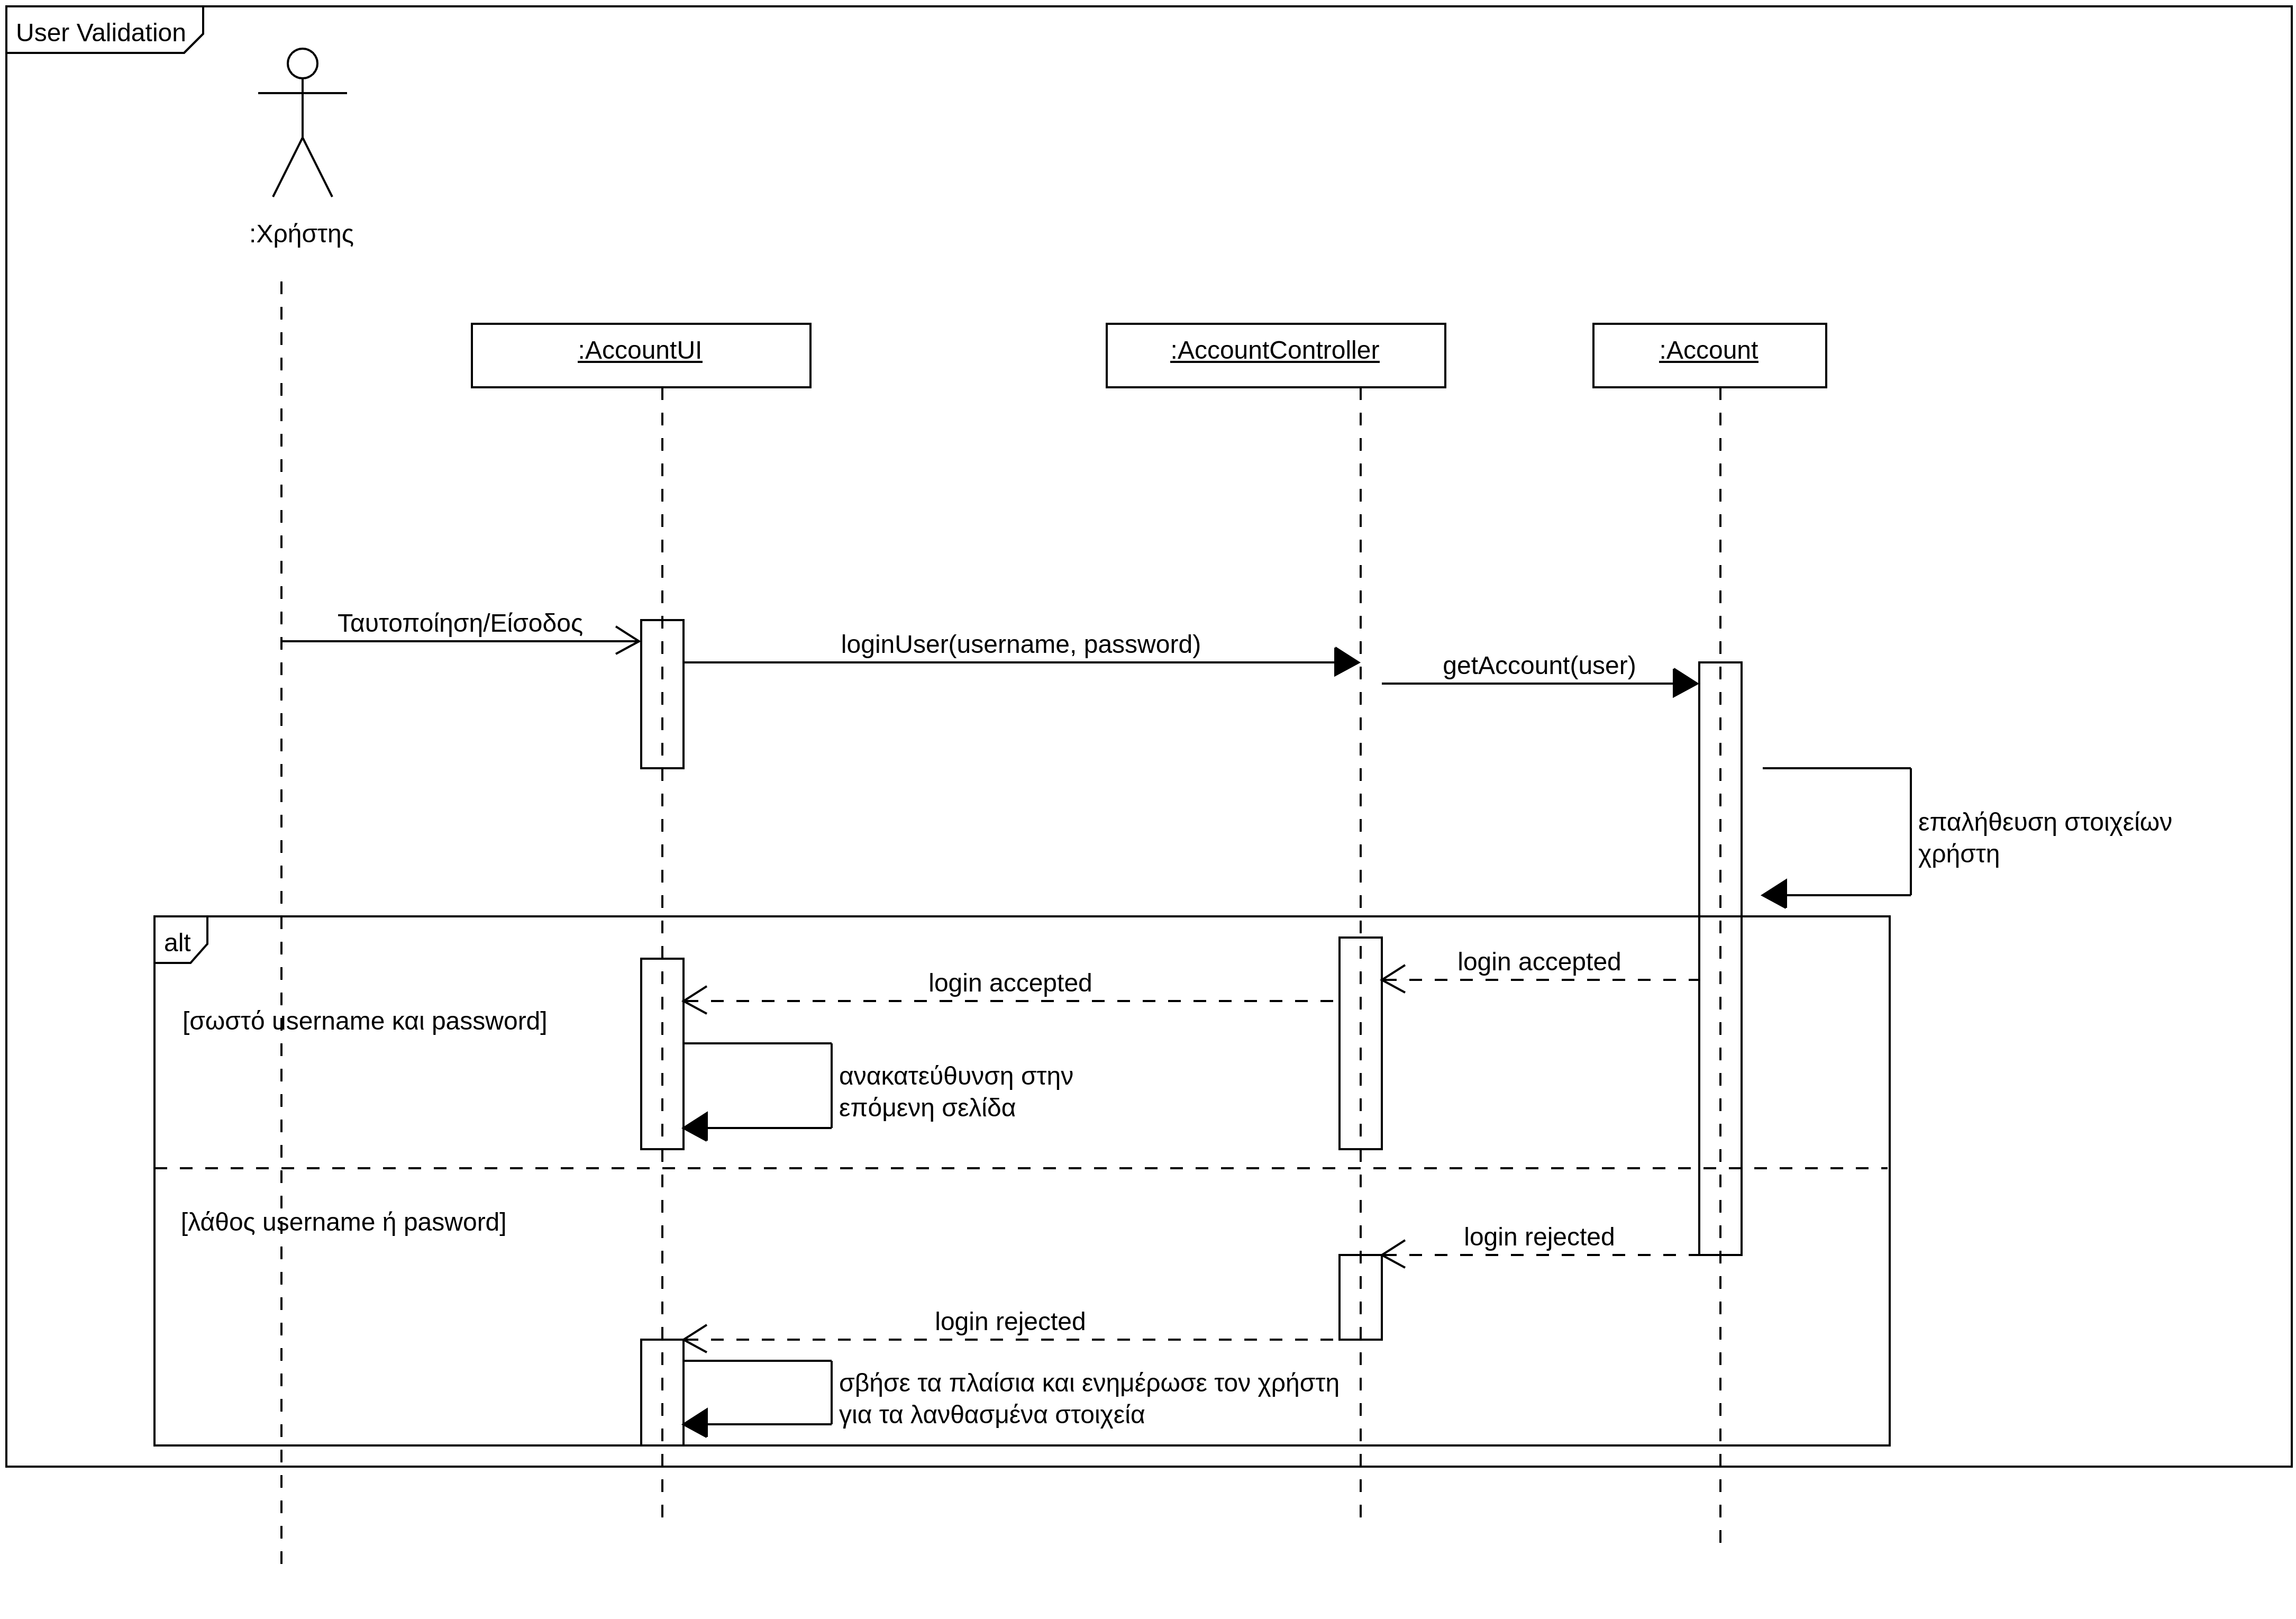 User Validation
:Χρήστης
:AccountUI
:AccountController
:Account
Ταυτοποίηση/Είσοδος
loginUser(username, password)
getAccount(user)
επαλήθευση στοιχείων
χρήστη
alt
login accepted
login accepted
[σωστό username και password]
ανακατεύθυνση στην
επόμενη σελίδα
[λάθος username ή pasword]
login rejected
login rejected
σβήσε τα πλαίσια και ενημέρωσε τον χρήστη
για τα λανθασμένα στοιχεία